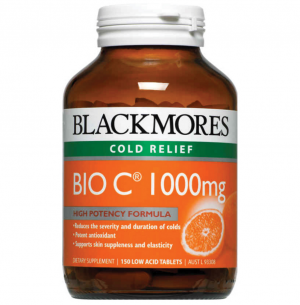 BLACKMORES
COLD RELIEF
BIO C® 1000mg
HIGH POTENCY FORMULA
•Reduces the severity and duration of colds
•Potent antioxidant
•Supports skin suppleness and elasticity
DIETARY SUPPLEMENT | 150 LOW ACID TABLETS | AUST L